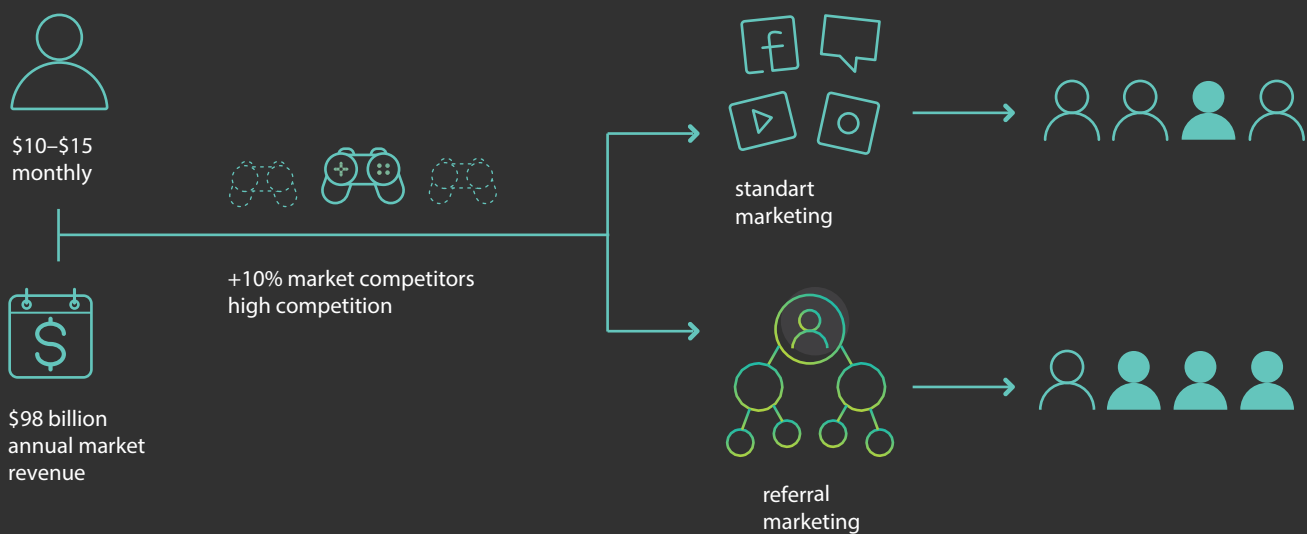 $10–$15
monthly
+10% market competitors
high competition
$98 billion
annual market
revenue
standart
marketing
referral
marketing